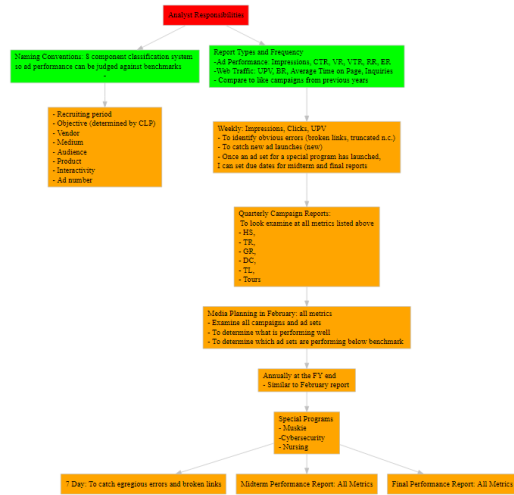 Analyst Responsibilities
Naming Conventions: 8 component classification system
so ad performance can be judged against benchmarks
-
Report Types and Frequency
-Ad Performance: Impressions, CTR, VR, VTR, RR, ER
-Web Traffic: UPV, BR, Average Time on Page, Inquiries
- Compare to like campaigns from previous years
- Recruiting period
- Objective (determined by CLP)
- Vendor
- Medium
- Audience
- Product
- Interactivity
- Ad number
Weekly: Impressions, Clicks, UPV
- To identify obvious errors (broken links, truncated n.c.)
- To catch new ad launches (new)
- Once an ad set for a special program has launched,
I can set due dates for midterm and final reports
Quarterly Campaign Reports:
To look examine at all metrics listed above
- HS,
- TR,
- GR,
- DC,
- TL,
- Tours
Media Planning in February: all metrics
- Examine all campaigns and ad sets
- To determine what is performing well
- To determine which ad sets are performing below benchmark
Annually at the FY end
- Similar to February report
Special Programs
- Muskie
-Cybersecurity
- Nursing
7 Day: To catch egregious errors and broken links
Midterm Performance Report: All Metrics
Final Performance Report: All Metrics